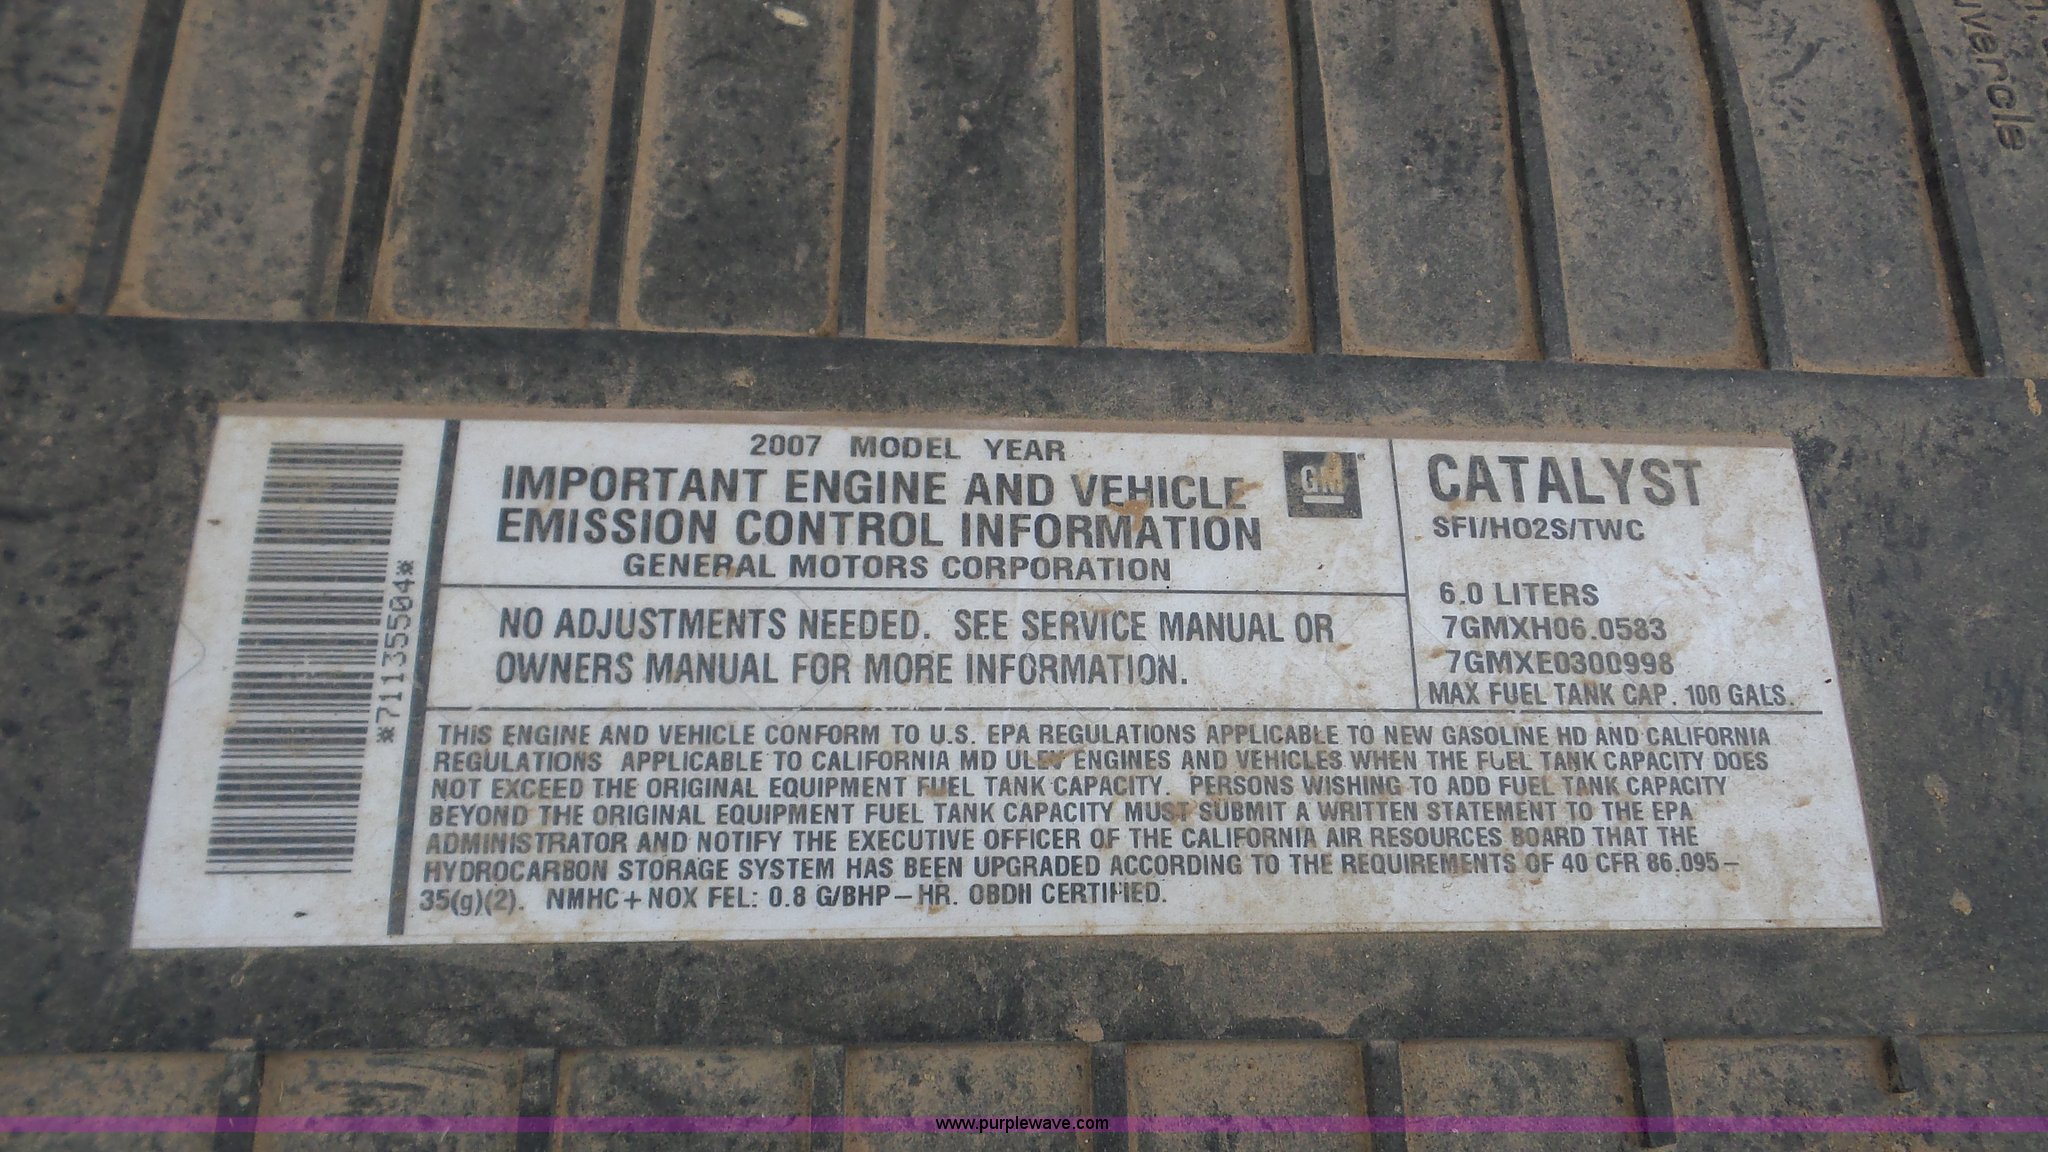 uvercle
2007 MODEL YEAR
IMPORTANT ENGINE AND VEHICLE
EMISSION CONTROL INFORMATION
GENERAL MOTORS CORPORATION
GM
CATALYST
SFI/HO2S/TWC
6.0 LITERS
7GMXH06.0583
7GMXE0300998
MAX FUEL TANK CAP. 100 GALS.
NO ADJUSTMENTS NEEDED. SEE SERVICE MANUAL OR
OWNERS MANUAL FOR MORE INFORMATION.
*711355504*
THIS ENGINE AND VEHICLE CONFORM TO U.S. EPA REGULATIONS APPLICABLE TO NEW GASOLINE HD AND CALIFORNIA
REGULATIONS APPLICABLE TO CALIFORNIA MD ULEV ENGINES AND VEHICLES WHEN THE FUEL TANK CAPACITY DOES
NOT EXCEED THE ORIGINAL EQUIPMENT FUEL TANK CAPACITY. PERSONS WISHING TO ADD FUEL TANK CAPACITY
BEYOND THE ORIGINAL EQUIPMENT FUEL TANK CAPACITY MUST SUBMIT A WRITTEN STATEMENT TO THE EPA
ADMINISTRATOR AND NOTIFY THE EXECUTIVE OFFICER OF THE CALIFORNIA AIR RESOURCES BOARD THAT THE
HYDROCARBON STORAGE SYSTEM HAS BEEN UPGRADED ACCORDING TO THE REQUIREMENTS OF 40 CFR 86.095–
35(g)(2). NMHC+NOX FEL: 0.8 G/BHP–HR. OBDII CERTIFIED.
www.purplewave.com